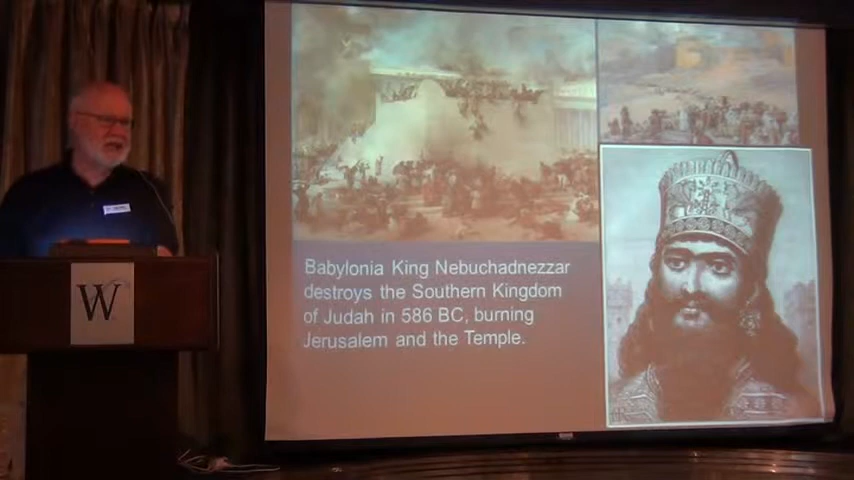 Babylonia King Nebuchadnezzar
destroys the Southern Kingdom
of Judah in 586 BC, burning
Jerusalem and the Temple.
W